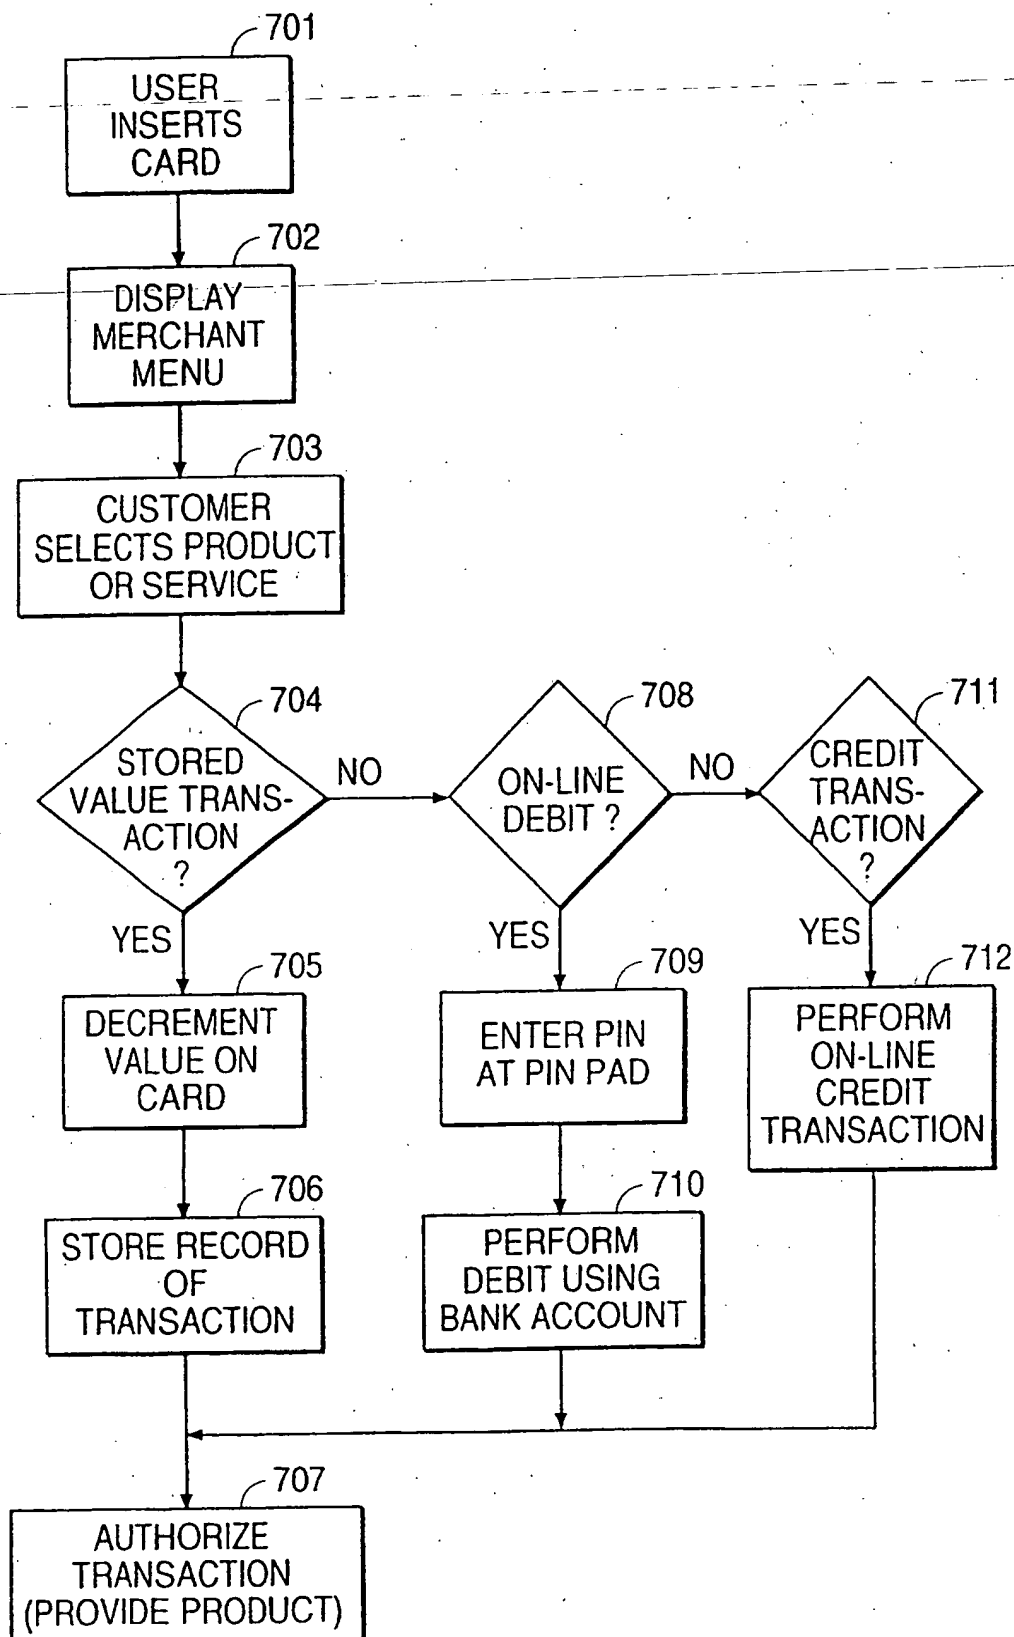 701
USER
INSERTS
CARD
702
DISPLAY
MERCHANT
MENU
703
CUSTOMER
SELECTS PRODUCT
OR SERVICE
704
STORED
VALUE TRANS-
ACTION
?
NO
708
ON-LINE
DEBIT ?
NO
711
CREDIT
TRANS-
ACTION
?
YES
705
DECREMENT
VALUE ON
CARD
706
STORE RECORD
OF
TRANSACTION
YES
709
ENTER PIN
AT PIN PAD
710
PERFORM
DEBIT USING
BANK ACCOUNT
YES
712
PERFORM
ON-LINE
CREDIT
TRANSACTION
707
AUTHORIZE
TRANSACTION
(PROVIDE PRODUCT)